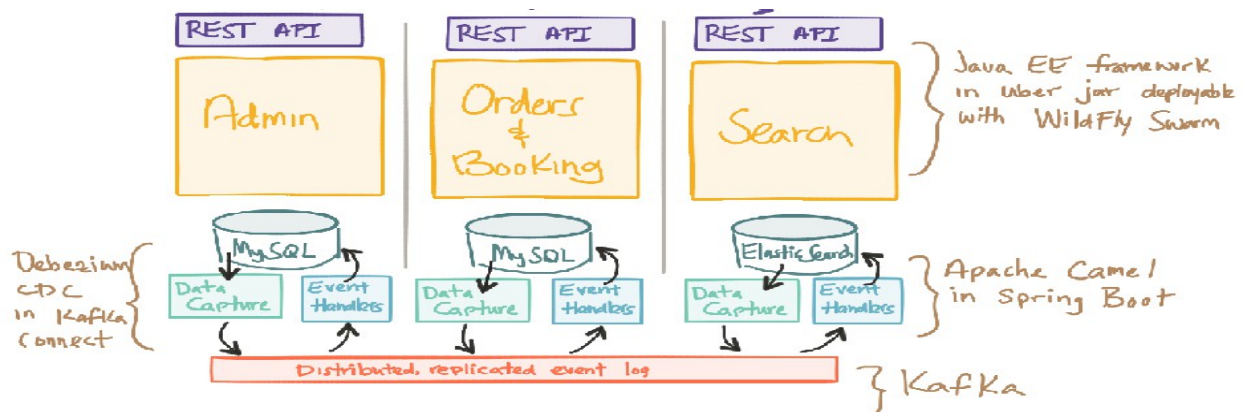 REST API
REST API
REST API
Admin
Orders
&
Booking
Search
Java EE framework
in uber jar deployable
with WildFly Swarm
MySQL
MySQL
Elastic Search
Debezium
CDC
in Kafka
Connect
Data
Capture
Event
Handlers
Data
Capture
Event
Handlers
Data
Capture
Event
Handlers
Apache Camel
in Spring Boot
Distributed, replicated event log
Kafka